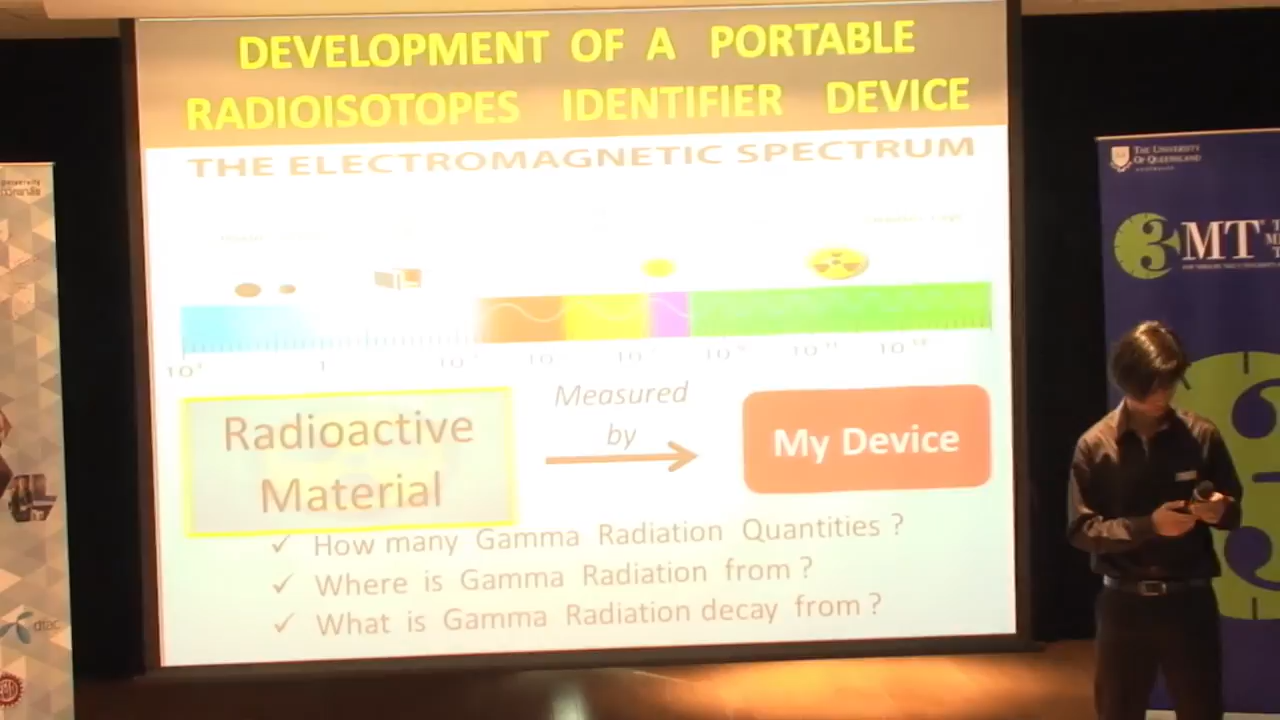 DEVELOPMENT OF A PORTABLE
RADIOISOTOPES IDENTIFIER DEVICE
THE ELECTROMAGNETIC SPECTRUM
Radioactive
Material
Measured
by
My Device
✓ How many Gamma Radiation Quantities ?
✓ Where is Gamma Radiation from ?
✓ What is Gamma Radiation decay from ?
THE UNIVERSITY
OF QUEENSLAND
3MT
dtac